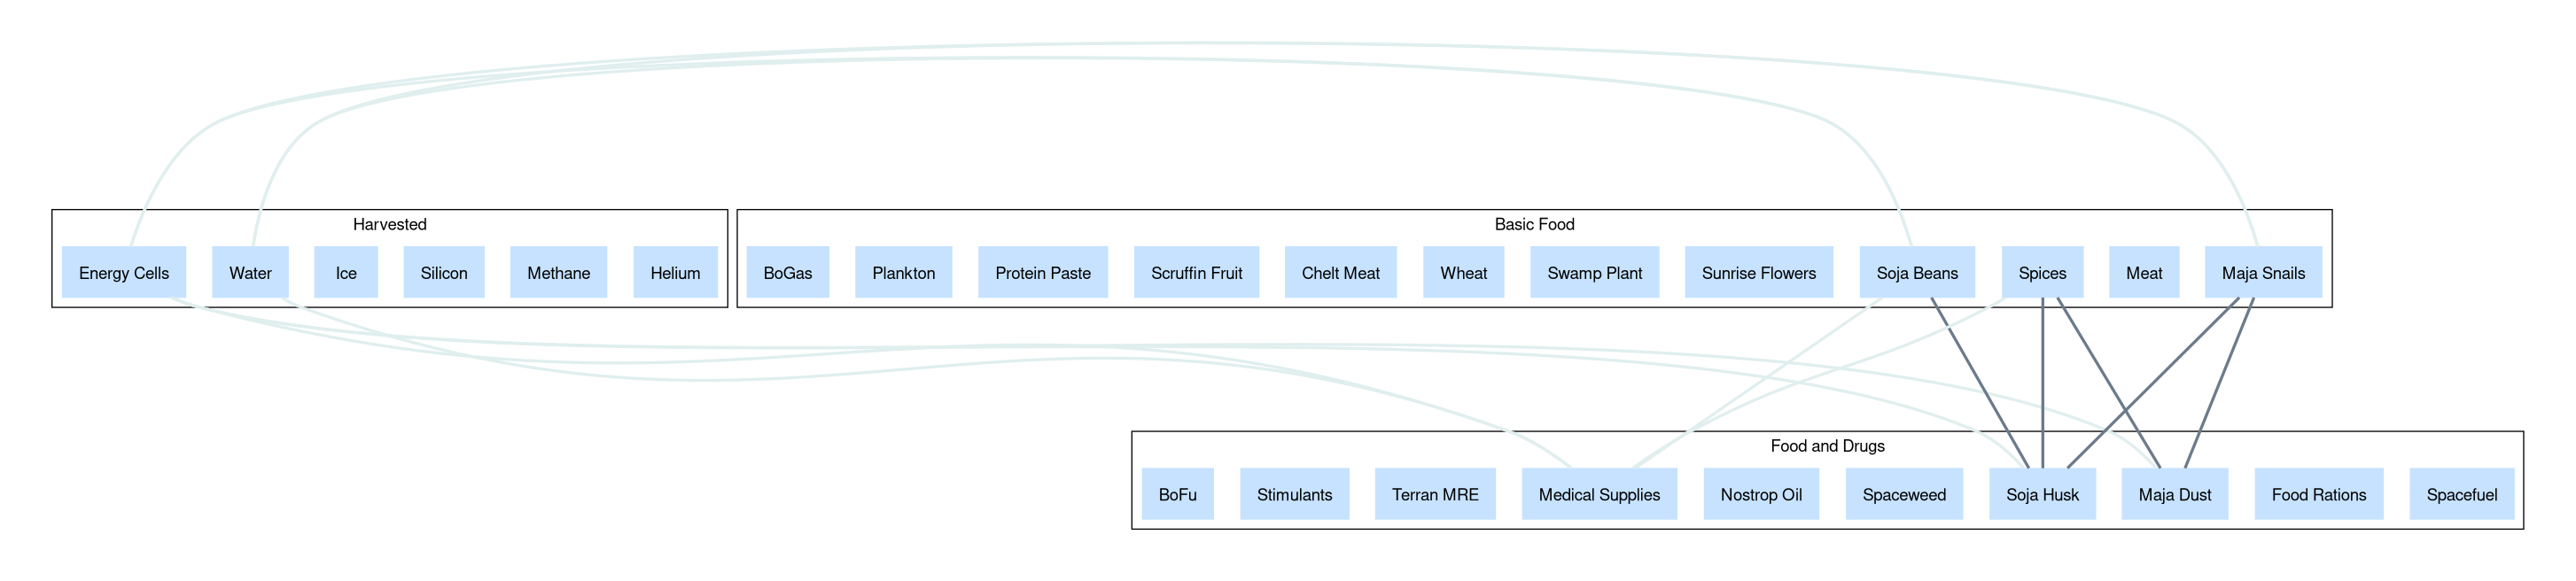 Harvested
Basic Food
Energy Cells
Water
Ice
Silicon
Methane
Helium
BoGas
Plankton
Protein Paste
Scruffin Fruit
Chelt Meat
Wheat
Swamp Plant
Sunrise Flowers
Soja Beans
Spices
Meat
Maja Snails
Food and Drugs
BoFu
Stimulants
Terran MRE
Medical Supplies
Nostrop Oil
Spaceweed
Soja Husk
Maja Dust
Food Rations
Spacefuel